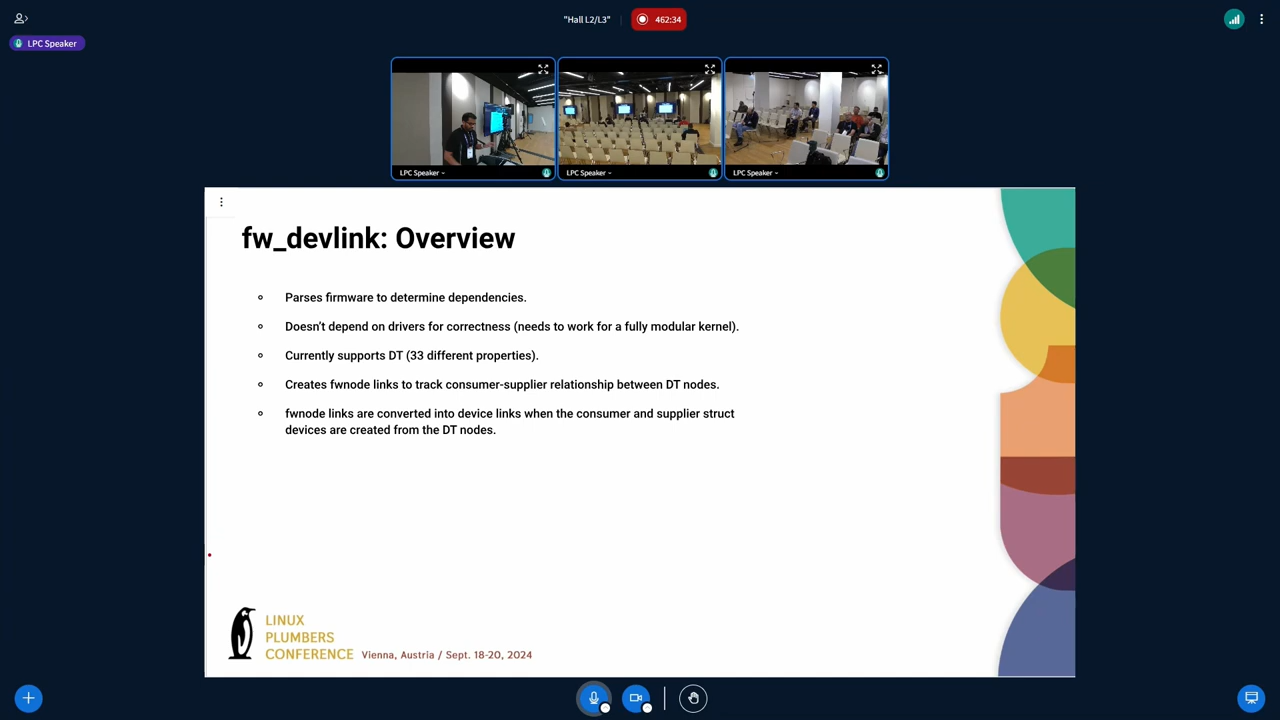 "Hall L2/L3"
462:34
LPC Speaker
LPC Speaker
LPC Speaker
LPC Speaker
fw_devlink: Overview
Parses firmware to determine dependencies.
Doesn't depend on drivers for correctness (needs to work for a fully modular kernel).
Currently supports DT (33 different properties).
Creates fwnode links to track consumer-supplier relationship between DT nodes.
fwnode links are converted into device links when the consumer and supplier struct
devices are created from the DT nodes.
LINUX
PLUMBERS
CONFERENCE Vienna, Austria / Sept. 18-20, 2024